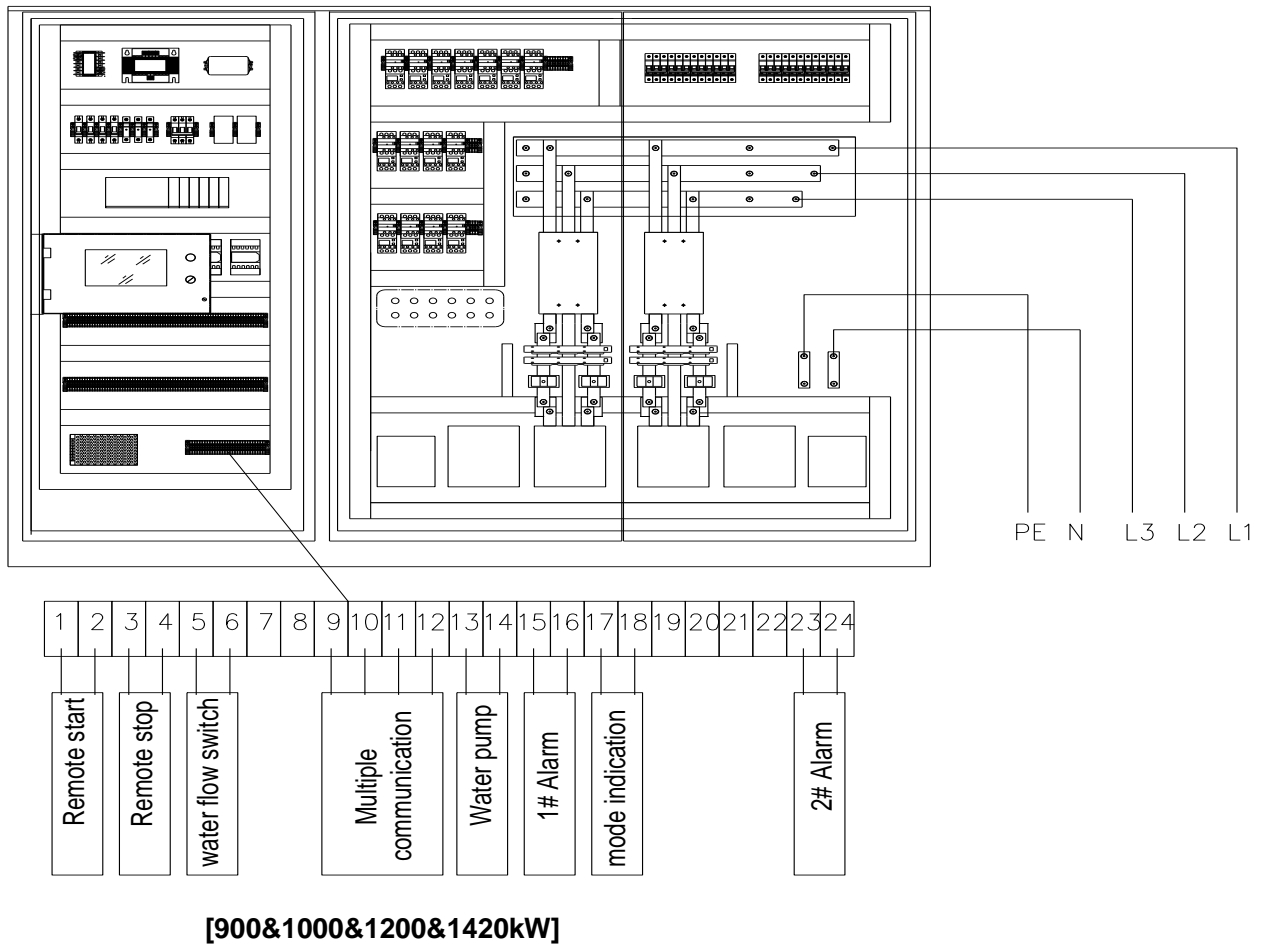 PE N L3 L2 L1
1 2 3 4 5 6 7 8 9 10 11 12 13 14 15 16 17 18 19 20 21 22 23 24
Remote start
Remote stop
water flow switch
Multiple
communication
Water pump
1# Alarm
mode indication
2# Alarm
[900&1000&1200&1420kW]